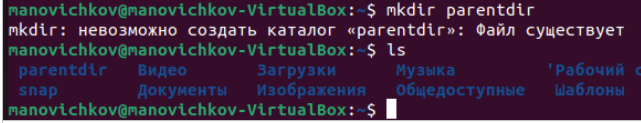 manovichkov@manovichkov-VirtualBox:~$ mkdir parentdir
mkdir: невозможно создать каталог «parentdir»: Файл существует
manovichkov@manovichkov-VirtualBox:~$ ls
parentdir Видео Загрузки Музыка 'Рабочий
snap Документы Изображения Общедоступные Шаблоны
manovichkov@manovichkov-VirtualBox:~$